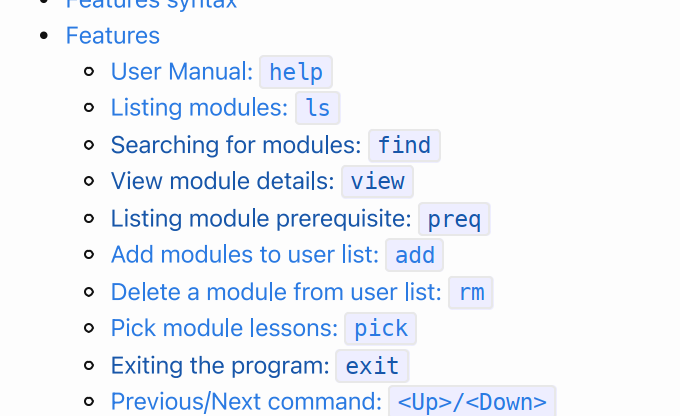 Features syntax
Features
User Manual: help
Listing modules: ls
Searching for modules: find
View module details: view
Listing module prerequisite: preq
Add modules to user list: add
Delete a module from user list: rm
Pick module lessons: pick
Exiting the program: exit
Previous/Next command: <Up>/<Down>